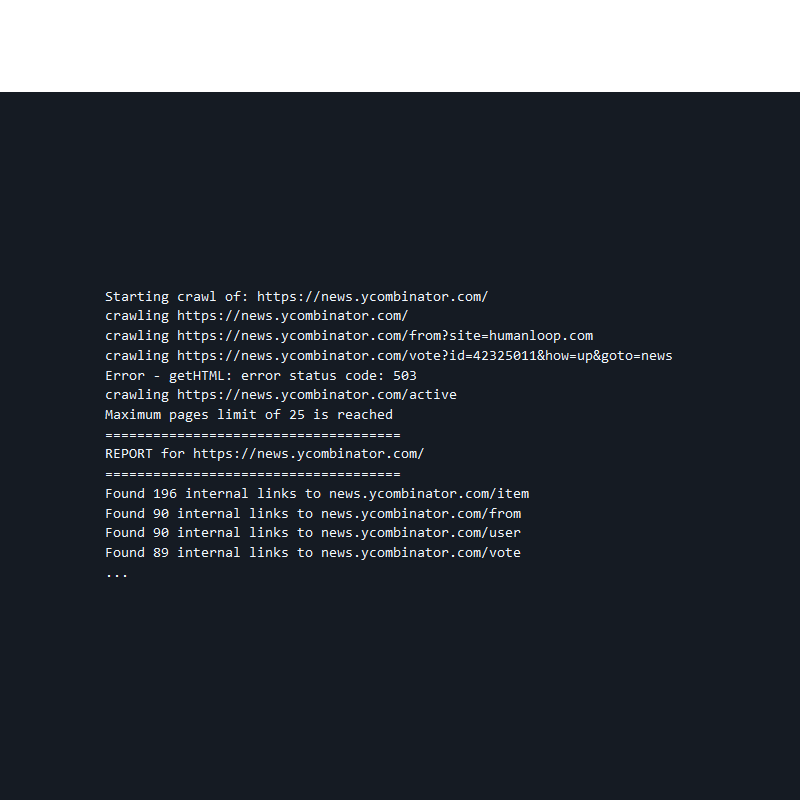 Starting crawl of: https://news.ycombinator.com/
crawling https://news.ycombinator.com/
crawling https://news.ycombinator.com/from?site=humanloop.com
crawling https://news.ycombinator.com/vote?id=42325011&how=up&goto=news
Error - getHTML: error status code: 503
crawling https://news.ycombinator.com/active
Maximum pages limit of 25 is reached
=====================================
REPORT for https://news.ycombinator.com/
=====================================
Found 196 internal links to news.ycombinator.com/item
Found 90 internal links to news.ycombinator.com/from
Found 90 internal links to news.ycombinator.com/user
Found 89 internal links to news.ycombinator.com/vote
...